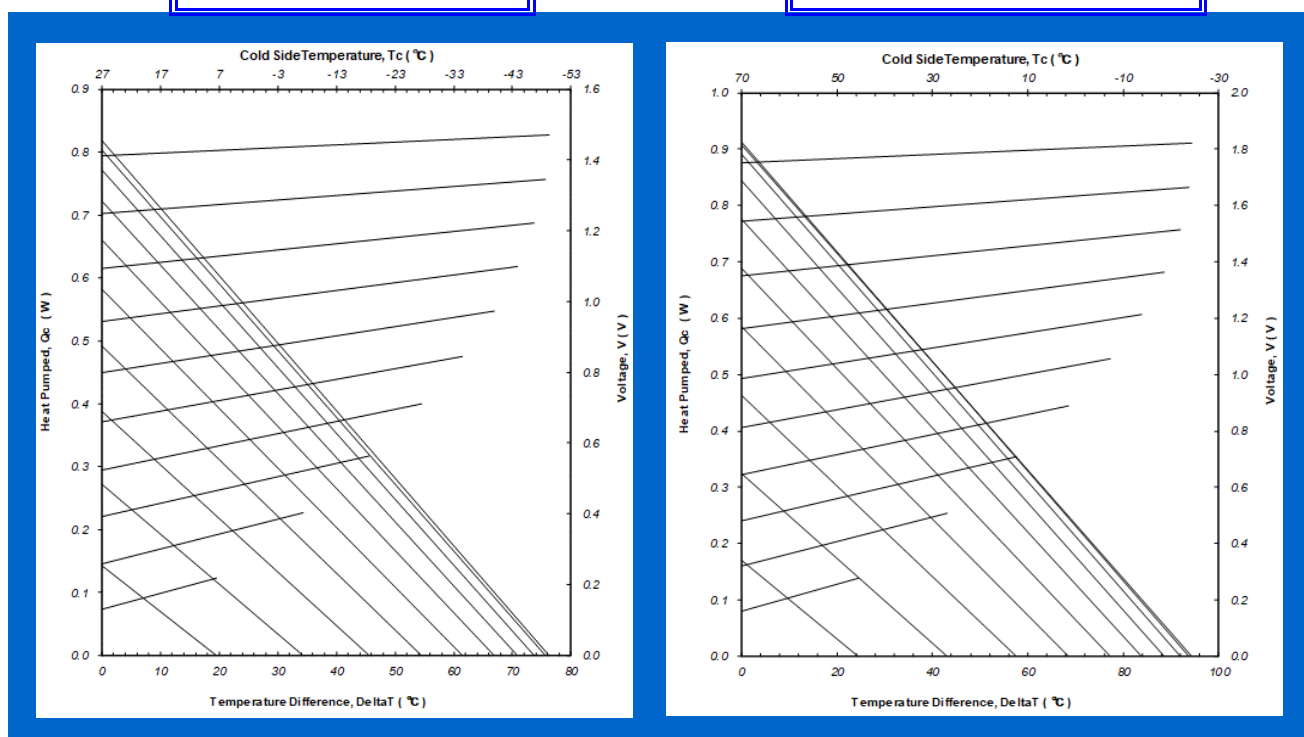 Cold Side Temperature, Tc ( °C )
27 17 7 -3 -13 -23 -33 -43 -53
0.9 1.6
0.8
1.4
0.7
1.2
0.6
1.0
0.5
0.8
0.4
0.6
0.3
0.4
0.2
0.2
0.1
0.0 0.0
0 10 20 30 40 50 60 70 80
Heat Pumped, Qc ( W )
Voltage, V ( V )
Temperature Difference, DeltaT ( °C )
Cold Side Temperature, Tc ( °C )
70 50 30 10 -10 -30
1.0 2.0
0.9 1.8
0.8 1.6
0.7 1.4
0.6 1.2
0.5 1.0
0.4 0.8
0.3 0.6
0.2 0.4
0.1 0.2
0.0 0.0
0 20 40 60 80 100
Heat Pumped, Qc ( W )
Voltage, V ( V )
Temperature Difference, DeltaT ( °C )